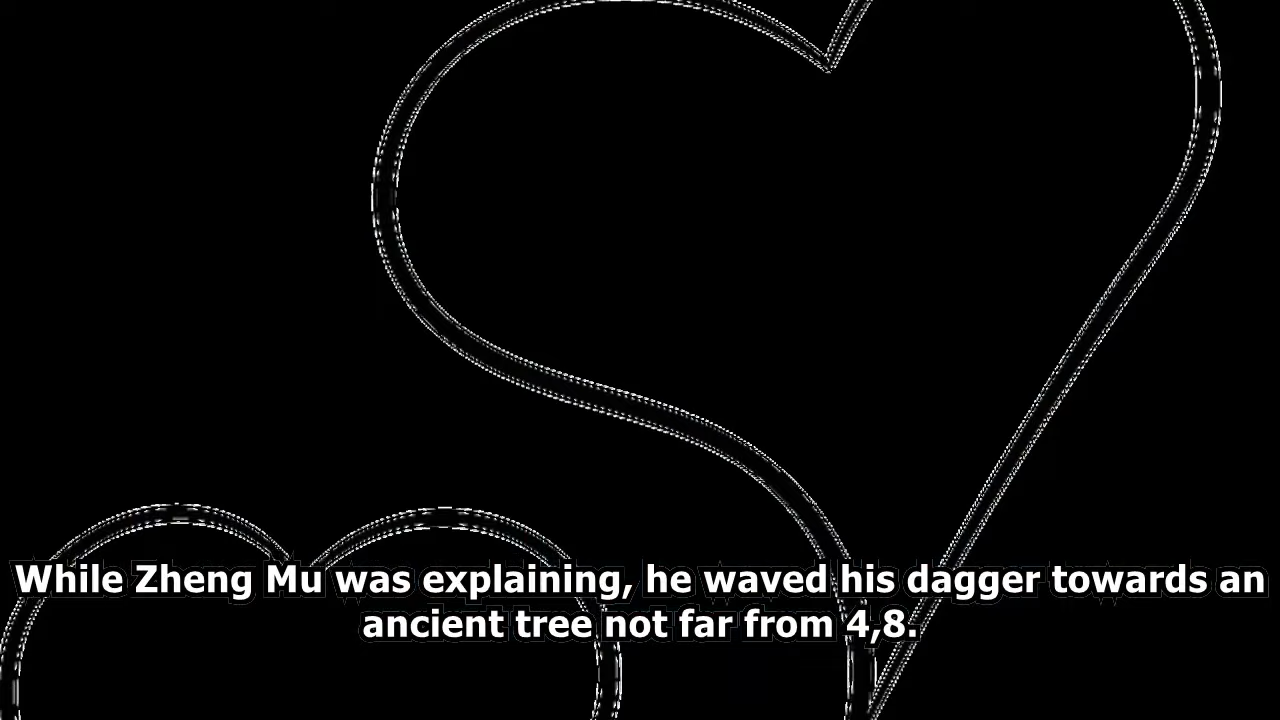 While Zheng Mu was explaining, he waved his dagger towards an
ancient tree not far from 4,8.